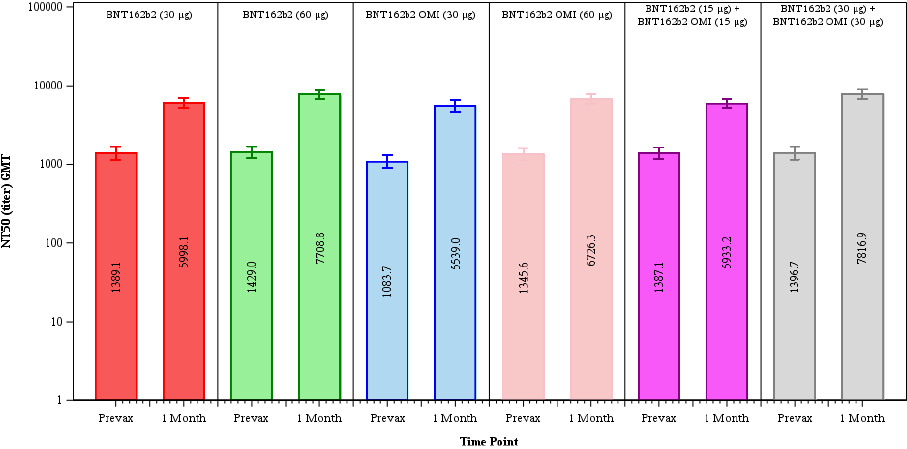 100000
10000
1000
100
10
1
NT50 (titer) GMT
BNT162b2 (30 µg)
BNT162b2 (60 µg)
BNT162b2 OMI (30 µg)
BNT162b2 OMI (60 µg)
BNT162b2 (15 µg) +
BNT162b2 OMI (15 µg)
BNT162b2 (30 µg) +
BNT162b2 OMI (30 µg)
1389.1
5998.1
1429.0
7708.8
1083.7
5539.0
1345.6
6726.3
1387.1
5933.2
1396.7
7816.9
Prevax
1 Month
Prevax
1 Month
Prevax
1 Month
Prevax
1 Month
Prevax
1 Month
Prevax
1 Month
Time Point